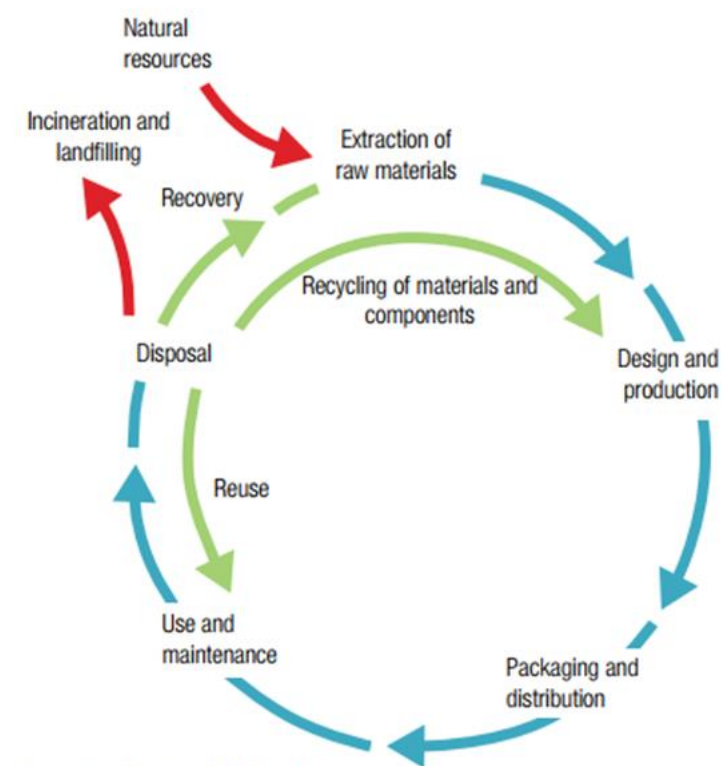 Natural
resources
Incineration and
landfilling
Extraction of
raw materials
Recovery
Recycling of materials and
components
Disposal
Design and
production
Reuse
Use and
maintenance
Packaging and
distribution